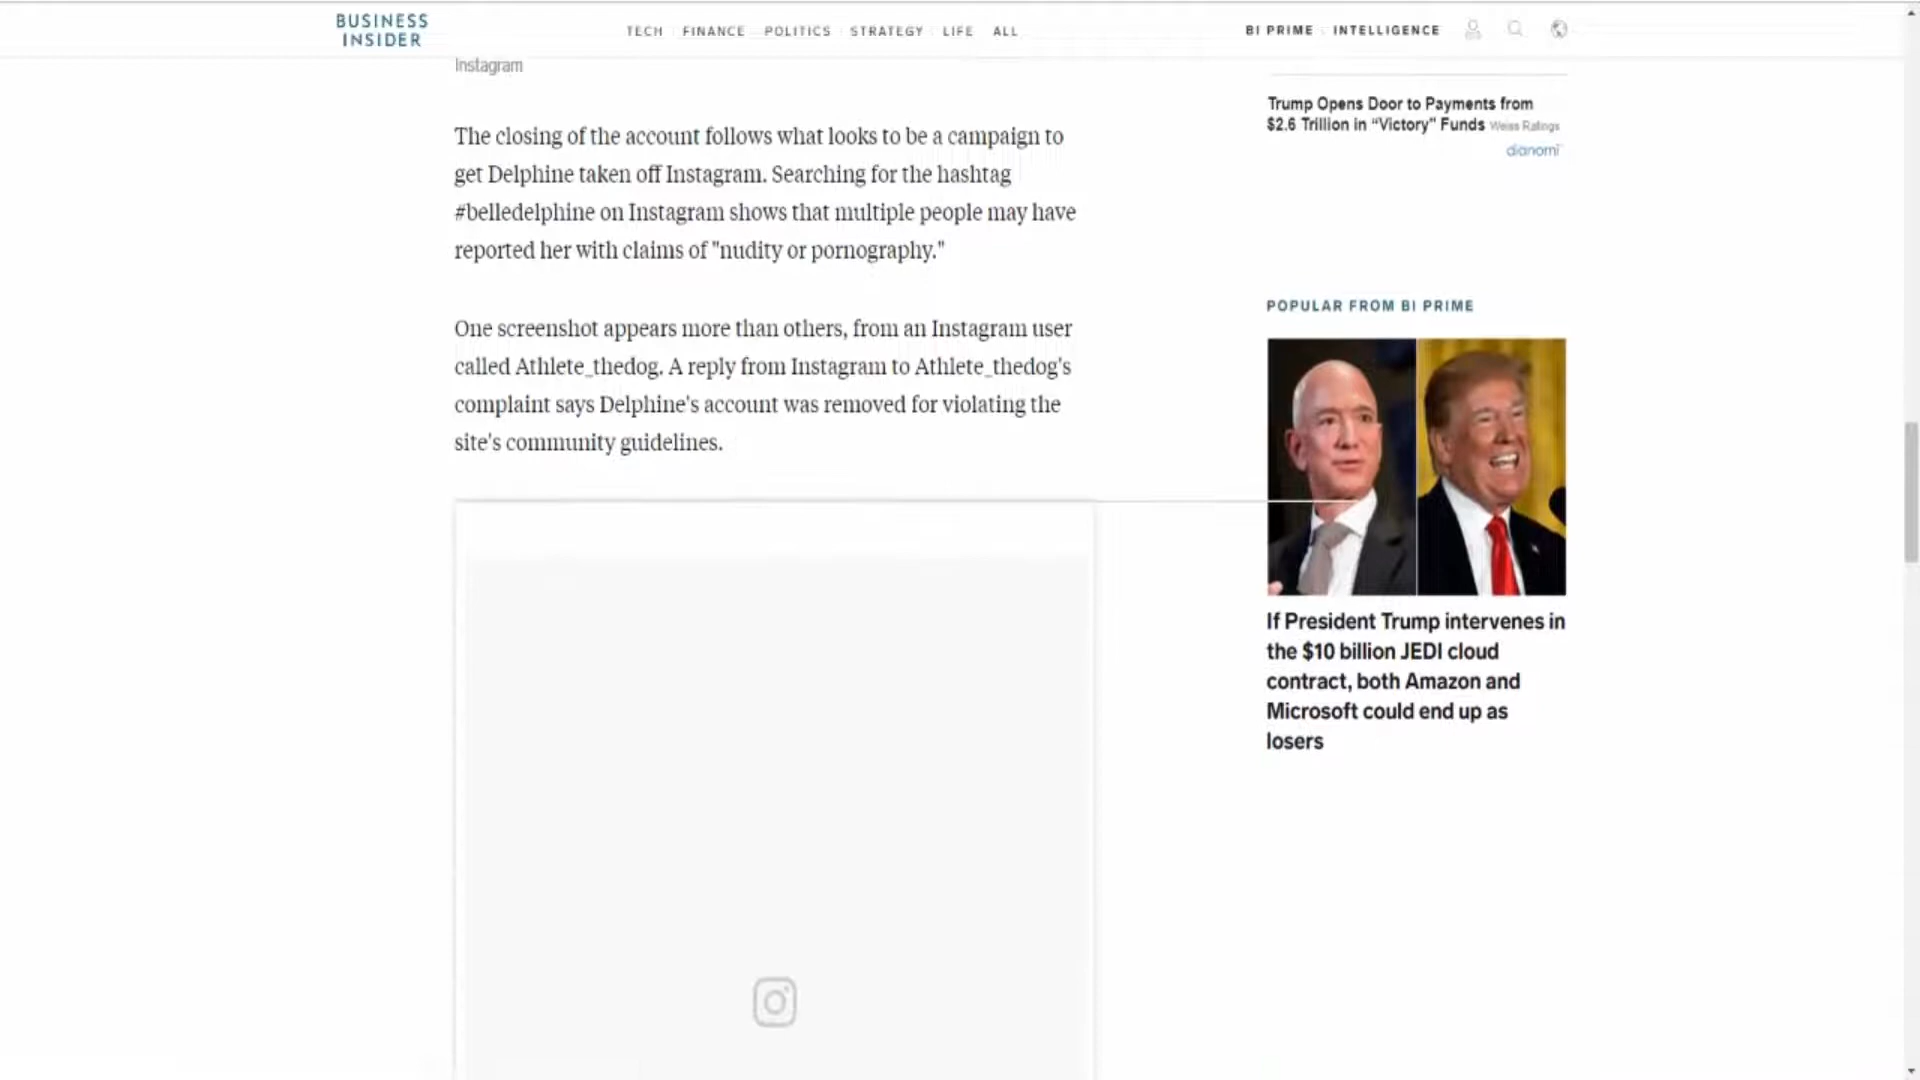 BUSINESS
INSIDER
TECH FINANCE POLITICS STRATEGY LIFE ALL
BI PRIME INTELLIGENCE
Instagram
The closing of the account follows what looks to be a campaign to
get Delphine taken off Instagram. Searching for the hashtag
#belledelphine on Instagram shows that multiple people may have
reported her with claims of "nudity or pornography."
One screenshot appears more than others, from an Instagram user
called Athlete_thedog. A reply from Instagram to Athlete_thedog's
complaint says Delphine's account was removed for violating the
site's community guidelines.
Trump Opens Door to Payments from
$2.6 Trillion in “Victory” Funds Weiss Ratings
dianomi
POPULAR FROM BI PRIME
If President Trump intervenes in
the $10 billion JEDI cloud
contract, both Amazon and
Microsoft could end up as
losers